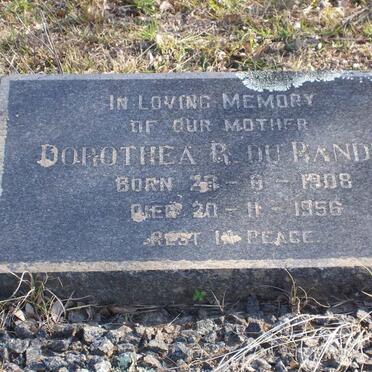 IN LOVING MEMORY
OF OUR MOTHER
DOROTHEA R. DU RAND
BORN 28 - 6 - 1908
DIED 20 - 11 - 1956
REST IN PEACE.